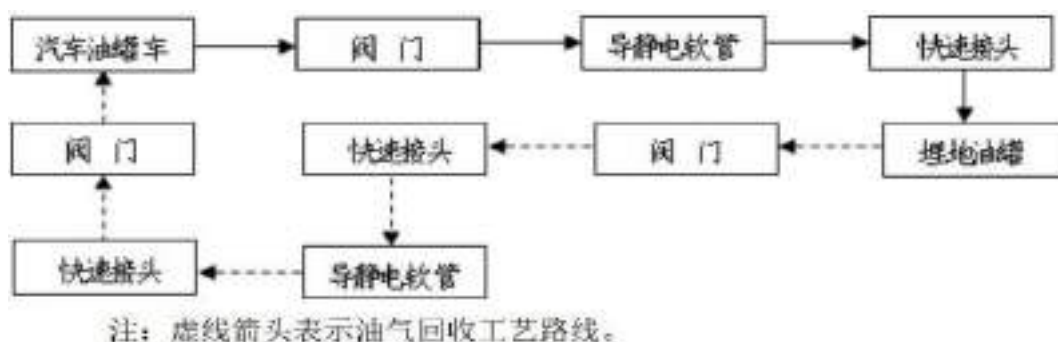 汽车油罐车
阀 门
导静电软管
快速接头
阀 门
快速接头
阀 门
埋地油罐
快速接头
导静电软管
注：虚线箭头表示油气回收工艺路线。